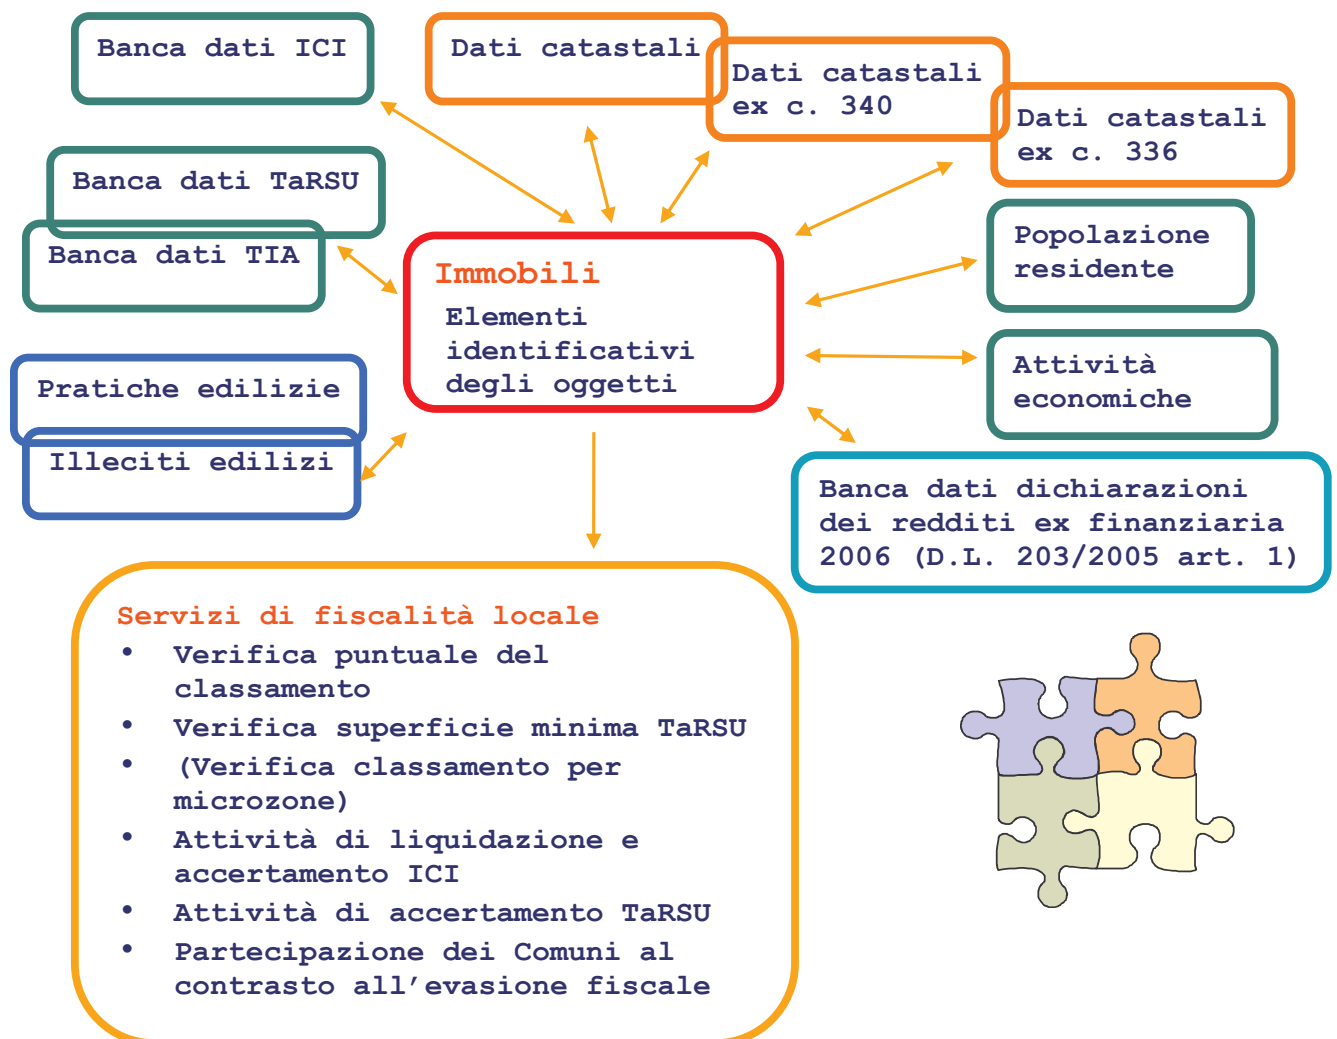 Banca dati ICI
Dati catastali
Dati catastali
ex c. 340
Dati catastali
ex c. 336
Banca dati TaRSU
Banca dati TIA
Popolazione
residente
Immobili
Elementi
identificativi
degli oggetti
Attività
economiche
Pratiche edilizie
Illeciti edilizi
Banca dati dichiarazioni
dei redditi ex finanziaria
2006 (D.L. 203/2005 art. 1)
Servizi di fiscalità locale
• Verifica puntuale del
classamento
• Verifica superficie minima TaRSU
• (Verifica classamento per
microzone)
• Attività di liquidazione e
accertamento ICI
• Attività di accertamento TaRSU
• Partecipazione dei Comuni al
contrasto all’evasione fiscale